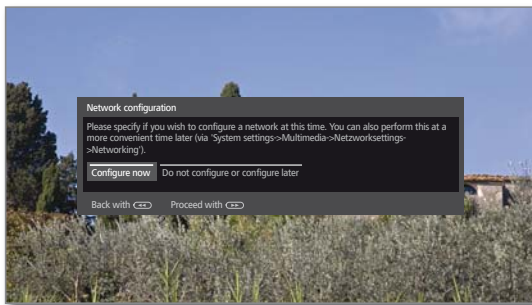 Network configuration
Please specify if you wish to configure a network at this time. You can also perform this at a
more convenient time later (via 'System settings->Multimedia->Netzworksettings-
>Networking').
Configure now Do not configure or configure later
Back with Proceed with